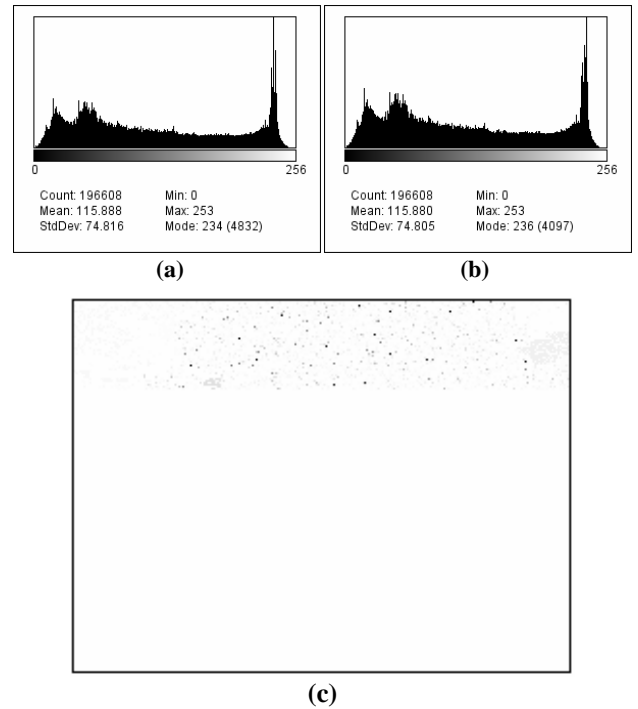 0 256
Count: 196608 Min: 0
Mean: 115.888 Max: 253
StdDev: 74.816 Mode: 234 (4832)
(a)
0 256
Count: 196608 Min: 0
Mean: 115.880 Max: 253
StdDev: 74.805 Mode: 236 (4097)
(b)
(c)